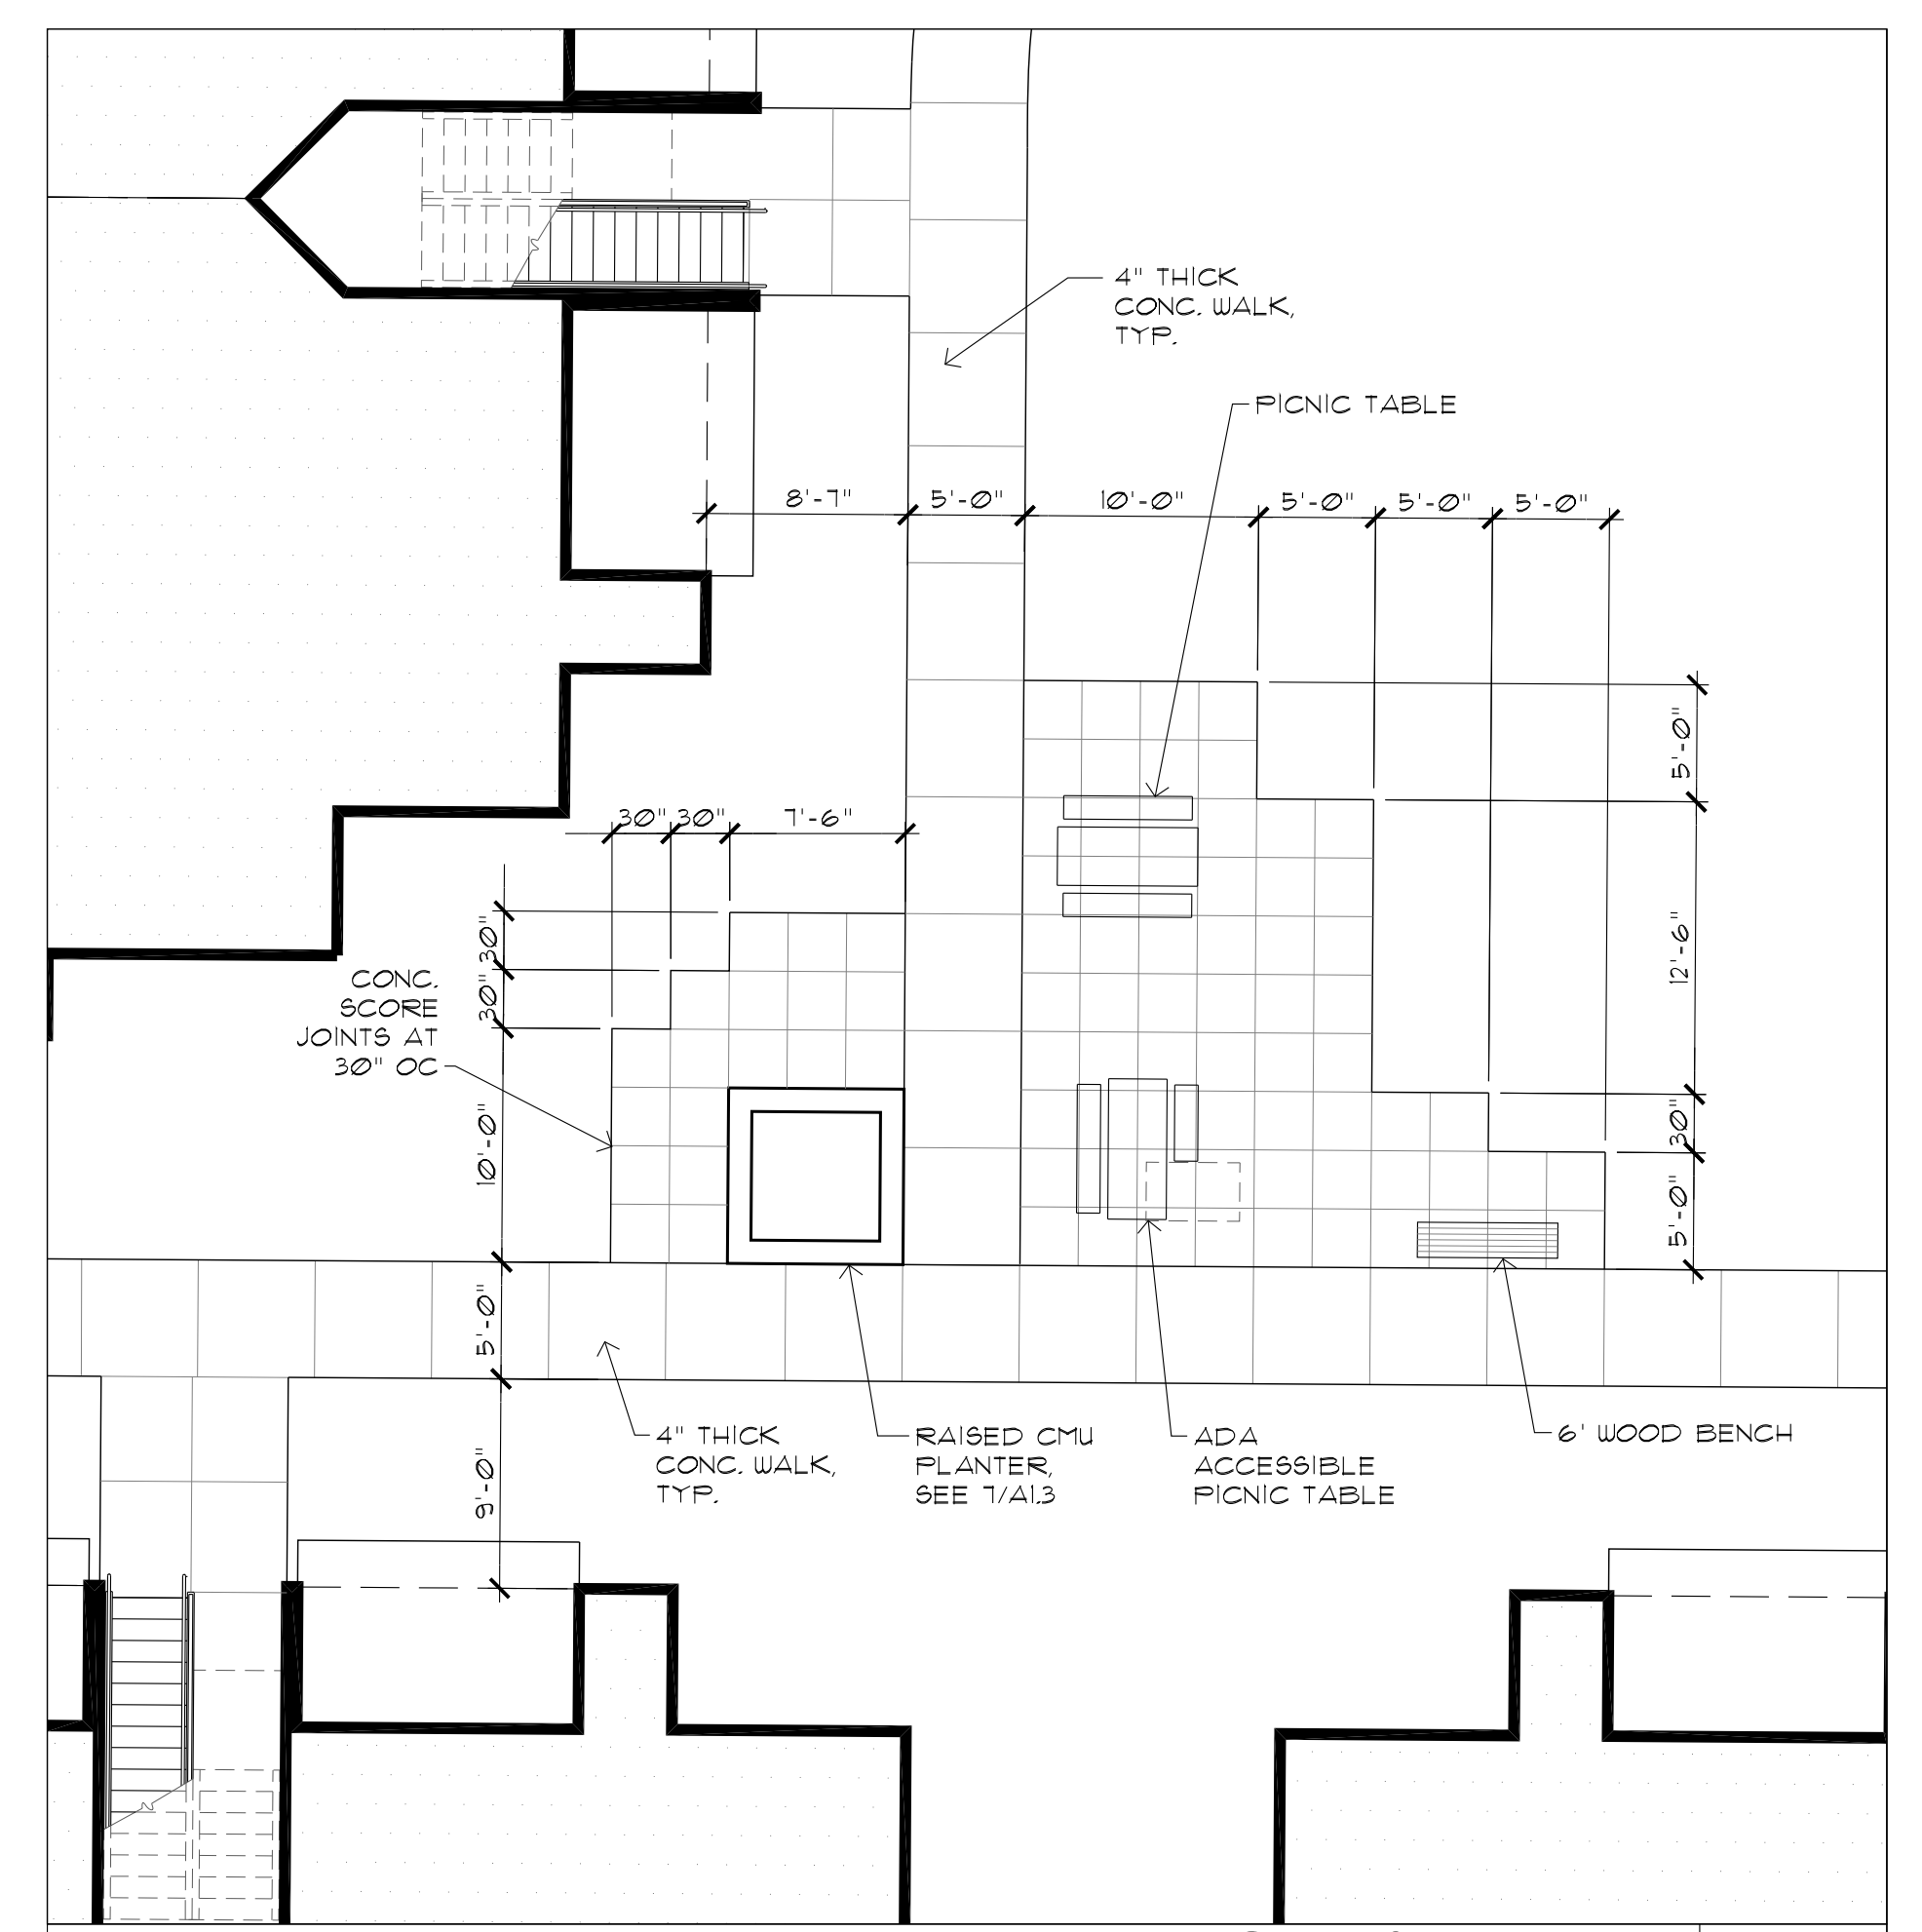 4" THICK
CONC. WALK,
TYP.
PICNIC TABLE
8'-7"
5'-0"
10'-0"
5'-0"
5'-0"
5'-0"
5'-0"
12'-6"
30"
5'-0"
30"
30"
7'-6"
30"
30"
10'-0"
5'-0"
9'-0"
CONC.
SCORE
JOINTS AT
30" OC
4" THICK
CONC. WALK,
TYP.
RAISED CMU
PLANTER,
SEE 7/A1.3
ADA
ACCESSIBLE
PICNIC TABLE
6' WOOD BENCH